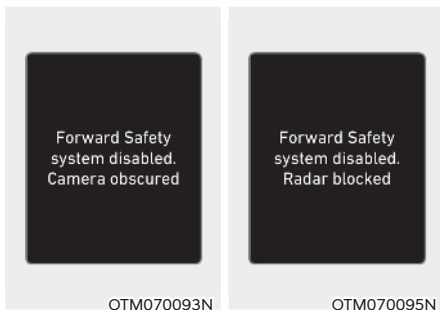 Forward Safety
system disabled.
Camera obscured
OTM070093N
Forward Safety
system disabled.
Radar blocked
OTM070095N